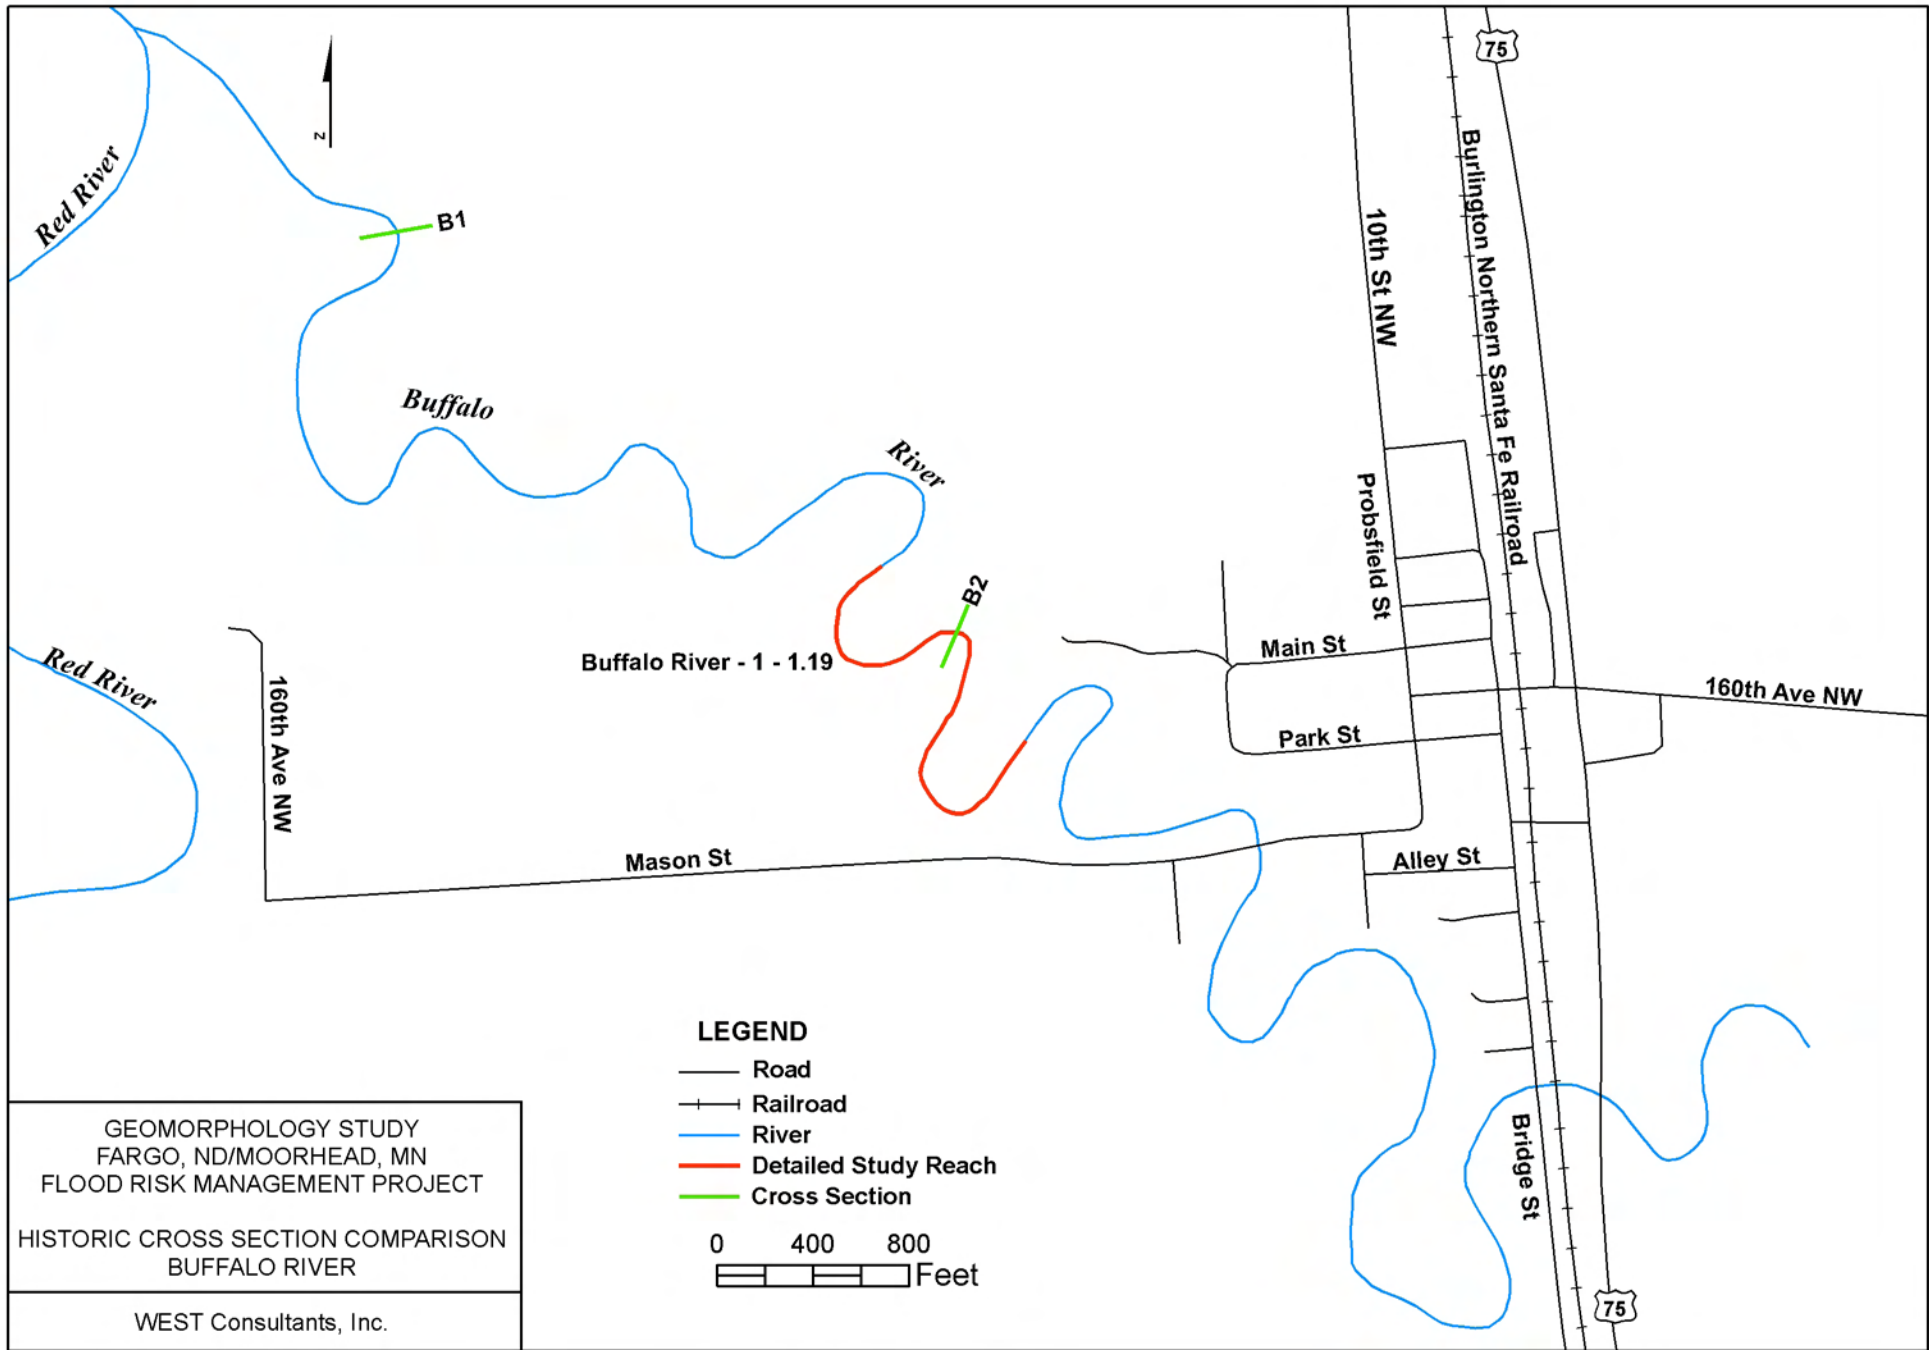 75
N
Red River
B1
Burlington Northern Santa Fe Railroad
10th St NW
Buffalo
River
Probsfield St
B2
Main St
Buffalo River - 1 - 1.19
Red River
160th Ave NW
160th Ave NW
Park St
Mason St
Alley St
LEGEND
Road
Railroad
River
Detailed Study Reach
Cross Section
0 400 800
Feet
Bridge St
75
GEOMORPHOLOGY STUDY
FARGO, ND/MOORHEAD, MN
FLOOD RISK MANAGEMENT PROJECT
HISTORIC CROSS SECTION COMPARISON
BUFFALO RIVER
WEST Consultants, Inc.